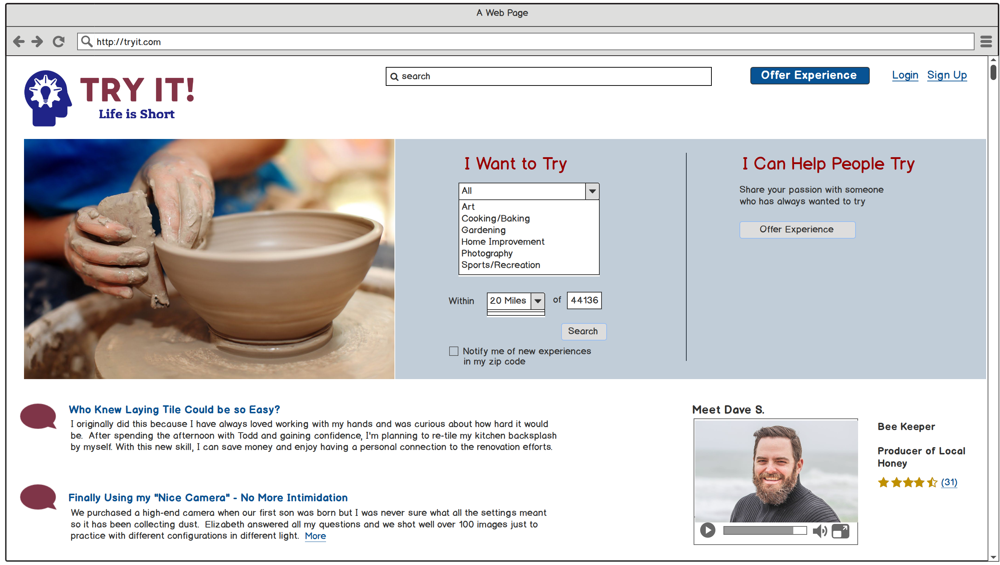 A Web Page
http://tryit.com
TRY IT!
Life is Short
search
Offer Experience
Login Sign Up
I Want to Try
All
Art
Cooking/Baking
Gardening
Home Improvement
Photography
Sports/Recreation
Within 20 Miles of 44136
Search
Notify me of new experiences
in my zip code
I Can Help People Try
Share your passion with someone
who has always wanted to try
Offer Experience
Who Knew Laying Tile Could be so Easy?
I originally did this because I have always loved working with my hands and was curious about how hard it would
be. After spending the afternoon with Todd and gaining confidence, I'm planning to re-tile my kitchen backsplash
by myself. With this new skill, I can save money and enjoy having a personal connection to the renovation efforts.
Finally Using my "Nice Camera" - No More Intimidation
We purchased a high-end camera when our first son was born but I was never sure what all the settings meant
so it has been collecting dust. Elizabeth answered all my questions and we shot well over 100 images just to
practice with different configurations in different light. More
Meet Dave S.
Bee Keeper
Producer of Local
Honey
(31)